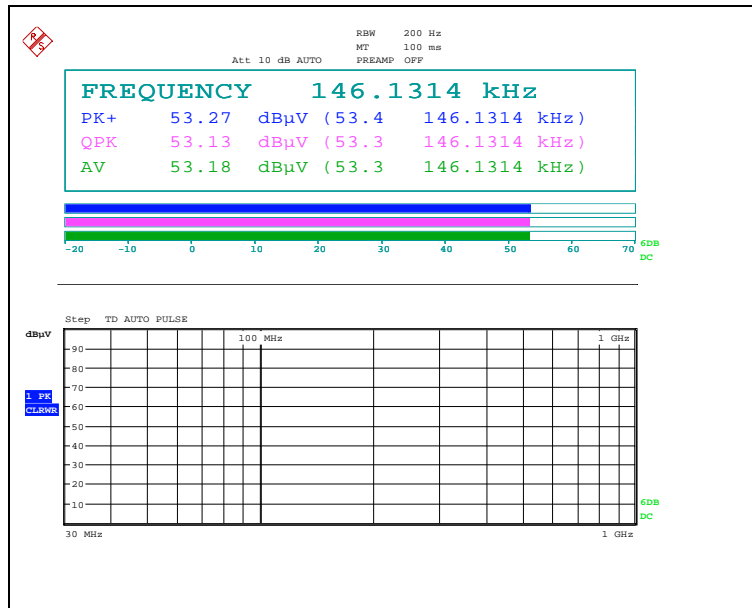 R S
RBW 200 Hz
MT 100 ms
Att 10 dB AUTO PREAMP OFF
FREQUENCY 146.1314 kHz
PK+ 53.27 dBµV (53.4 146.1314 kHz)
QPK 53.13 dBµV (53.3 146.1314 kHz)
AV 53.18 dBµV (53.3 146.1314 kHz)
-20 -10 0 10 20 30 40 50 60 70
6DB
DC
Step TD AUTO PULSE
dBµV
100 MHz 1 GHz
90
80
70
1 PK
CLRWR
60
50
40
30
20
10
6DB
DC
30 MHz 1 GHz